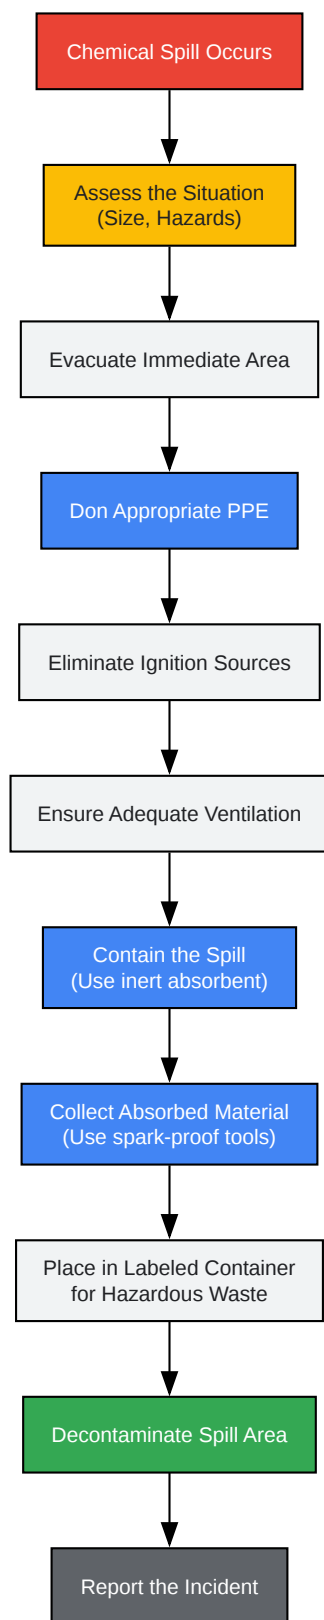 Chemical Spill Occurs
Assess the Situation
(Size, Hazards)
Evacuate Immediate Area
Don Appropriate PPE
Eliminate Ignition Sources
Ensure Adequate Ventilation
Contain the Spill
(Use inert absorbent)
Collect Absorbed Material
(Use spark-proof tools)
Place in Labeled Container
for Hazardous Waste
Decontaminate Spill Area
Report the Incident